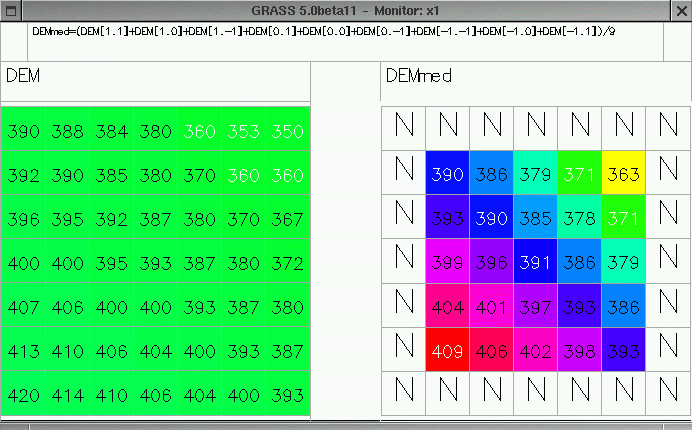 GRASS 5.0beta11 - Monitor: x1
DEMmed=(DEM[1.1]+DEM[1.0]+DEM[1.-1]+DEM[0.1]+DEM[0.0]+DEM[0.-1]+DEM[-1.-1]+DEM[-1.0]+DEM[-1.1])/9
DEM DEMmed
390 388 384 380 360 353 350 N N N N N N N
392 390 385 380 370 360 360 N 390 386 379 371 363 N
396 395 392 387 380 370 367 N 393 390 385 378 371 N
400 400 395 393 387 380 372 N 399 396 391 386 379 N
407 406 400 400 393 387 380 N 404 401 397 393 386 N
413 410 406 404 400 393 387 N 409 406 402 398 393 N
420 414 410 406 404 400 393 N N N N N N N